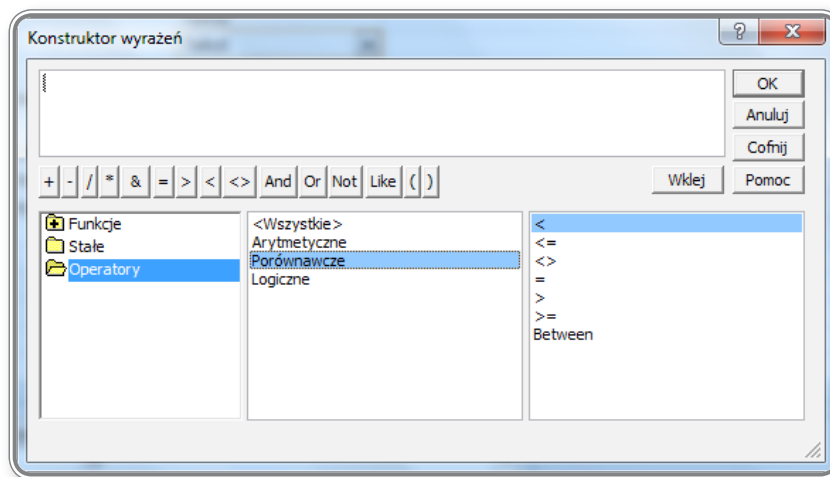 Konstruktor wyrażeń
OK
Anuluj
Cofnij
+ - / * & = > < <> And Or Not Like ( ) Wklej Pomoc
Funkcje <Wszystkie> <
Stałe Arytmetyczne <=
Operatory Porównawcze <>
Logiczne =
>
>=
Between